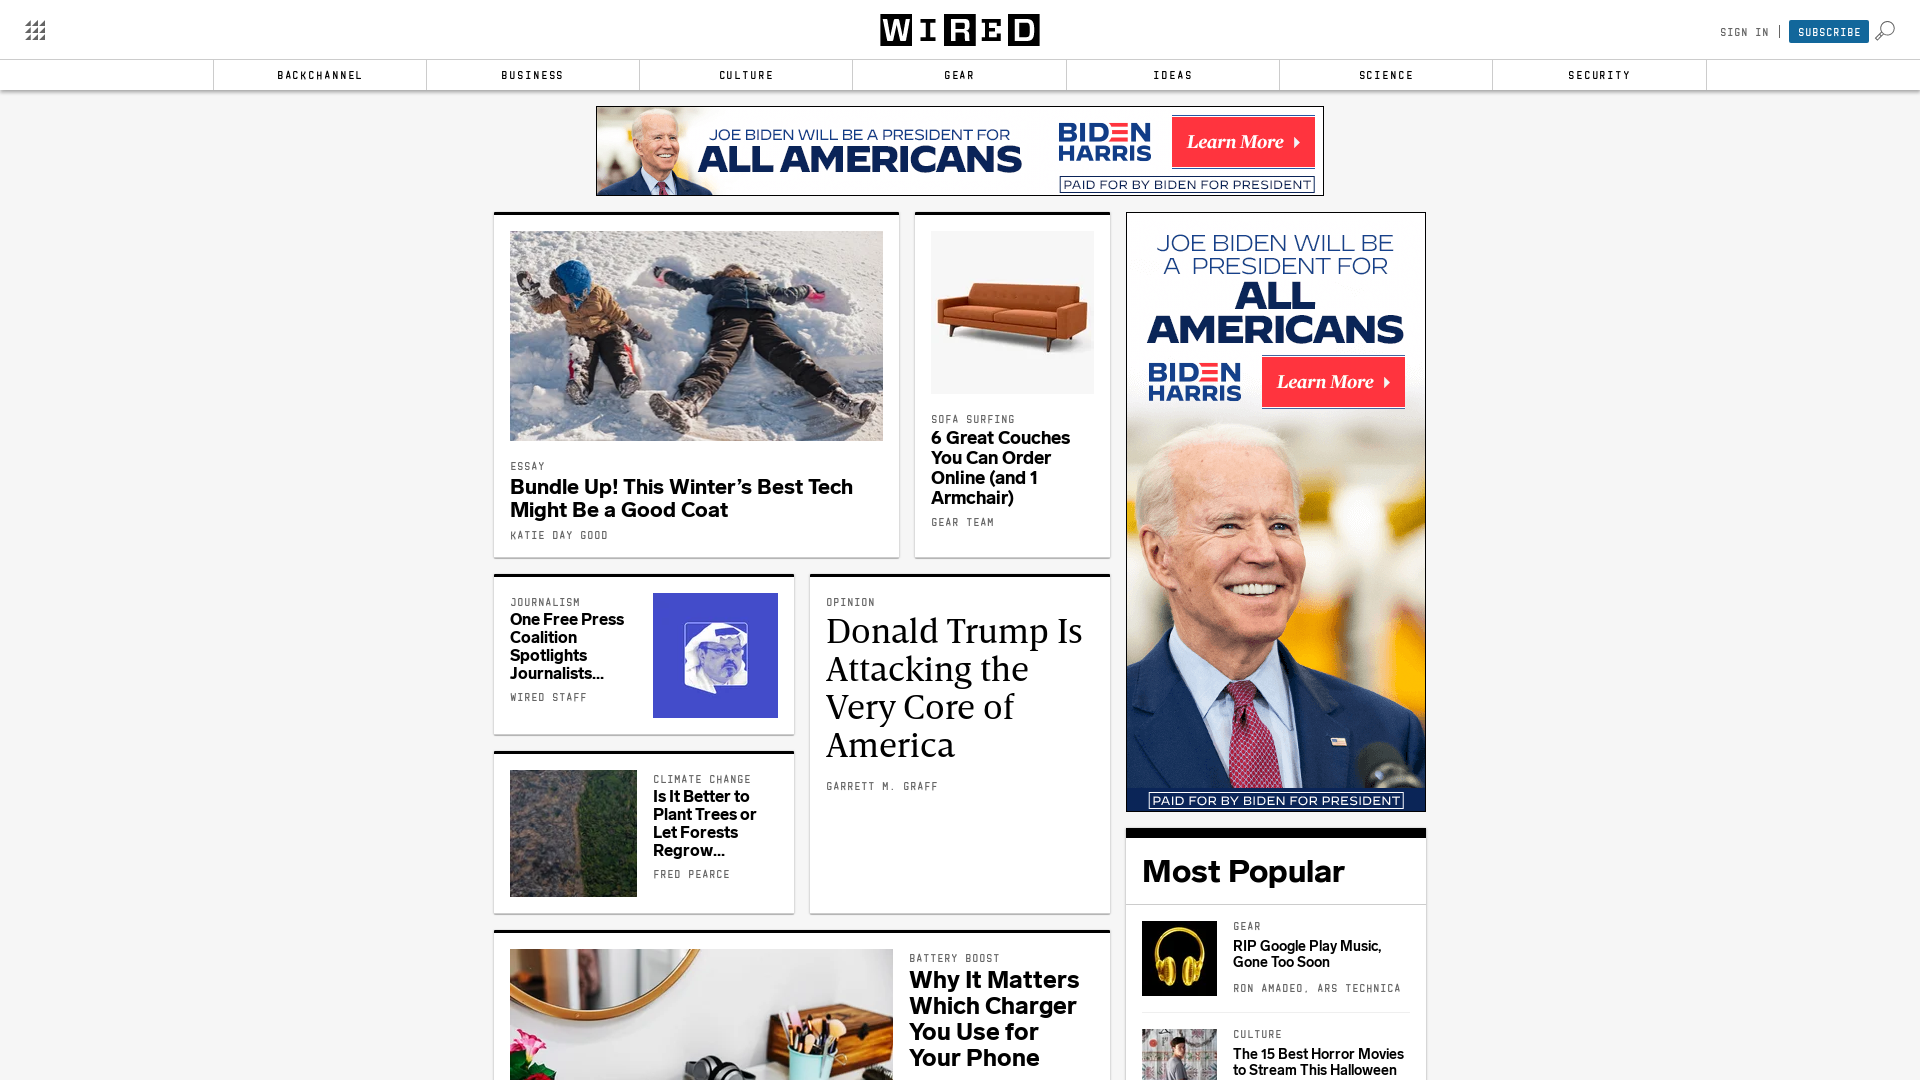 WIRED
SIGN IN
SUBSCRIBE
BACKCHANNEL
BUSINESS
CULTURE
GEAR
IDEAS
SCIENCE
SECURITY
JOE BIDEN WILL BE A PRESIDENT FOR
ALL AMERICANS
BIDEN
HARRIS
Learn More
PAID FOR BY BIDEN FOR PRESIDENT
ESSAY
Bundle Up! This Winter’s Best Tech
Might Be a Good Coat
KATIE DAY GOOD
SOFA SURFING
6 Great Couches
You Can Order
Online (and 1
Armchair)
GEAR TEAM
JOE BIDEN WILL BE
A PRESIDENT FOR
ALL
AMERICANS
BIDEN
HARRIS
Learn More
PAID FOR BY BIDEN FOR PRESIDENT
JOURNALISM
One Free Press
Coalition
Spotlights
Journalists...
WIRED STAFF
OPINION
Donald Trump Is
Attacking the
Very Core of
America
GARRETT M. GRAFF
CLIMATE CHANGE
Is It Better to
Plant Trees or
Let Forests
Regrow...
FRED PEARCE
BATTERY BOOST
Why It Matters
Which Charger
You Use for
Your Phone
Most Popular
GEAR
RIP Google Play Music,
Gone Too Soon
RON AMADEO, ARS TECHNICA
CULTURE
The 15 Best Horror Movies
to Stream This Halloween